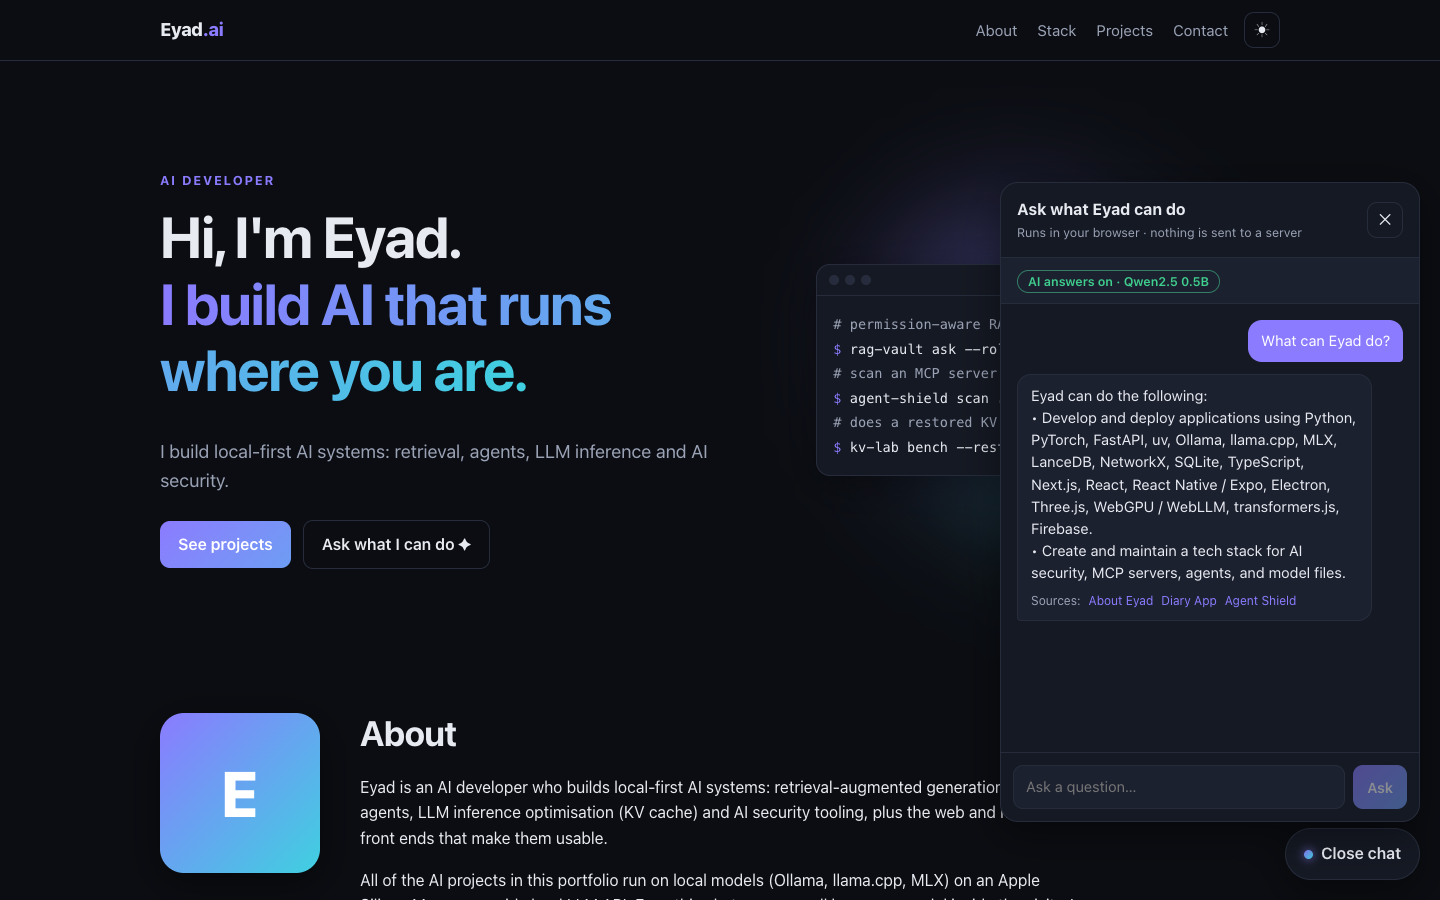 Eyad.ai
About Stack Projects Contact
AI DEVELOPER
Hi, I'm Eyad.
I build AI that runs
where you are.
I build local-first AI systems: retrieval, agents, LLM inference and AI
security.
See projects
Ask what I can do
# permission-aware
$ rag-vault ask
# scan an MCP server
$ agent-shield scan
# does a restored KV
$ kv-lab bench
About
E
Eyad is an AI developer who builds local-first AI systems: retrieval-augmented generation
agents, LLM inference optimisation (KV cache) and AI security tooling, plus the web and
front ends that make them usable.
All of the AI projects in this portfolio run on local models (Ollama, llama.cpp, MLX) on an Apple
Ask what Eyad can do
Runs in your browser · nothing is sent to a server
AI answers on · Qwen2.5 0.5B
What can Eyad do?
Eyad can do the following:
• Develop and deploy applications using Python,
PyTorch, FastAPI, uv, Ollama, llama.cpp, MLX,
LanceDB, NetworkX, SQLite, TypeScript,
Next.js, React, React Native / Expo, Electron,
Three.js, WebGPU / WebLLM, transformers.js,
Firebase.
• Create and maintain a tech stack for AI
security, MCP servers, agents, and model files.
Sources: About Eyad Diary App Agent Shield
Ask a question...
Ask
Close chat